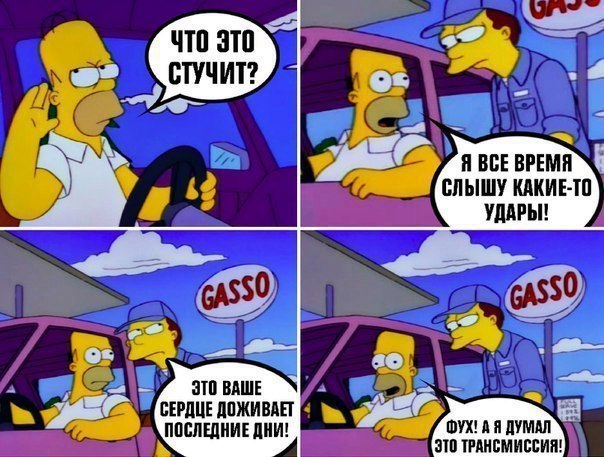 ЧТО ЭТО
СТУЧИТ?
Я ВСЕ ВРЕМЯ
СЛЫШУ КАКИЕ-ТО
УДАРЫ!
GASSO
ЭТО ВАШЕ
СЕРДЦЕ ДОЖИВАЕТ
ПОСЛЕДНИЕ ДНИ!
GASSO
ФУХ! А Я ДУМАЛ
ЭТО ТРАНСМИССИЯ!